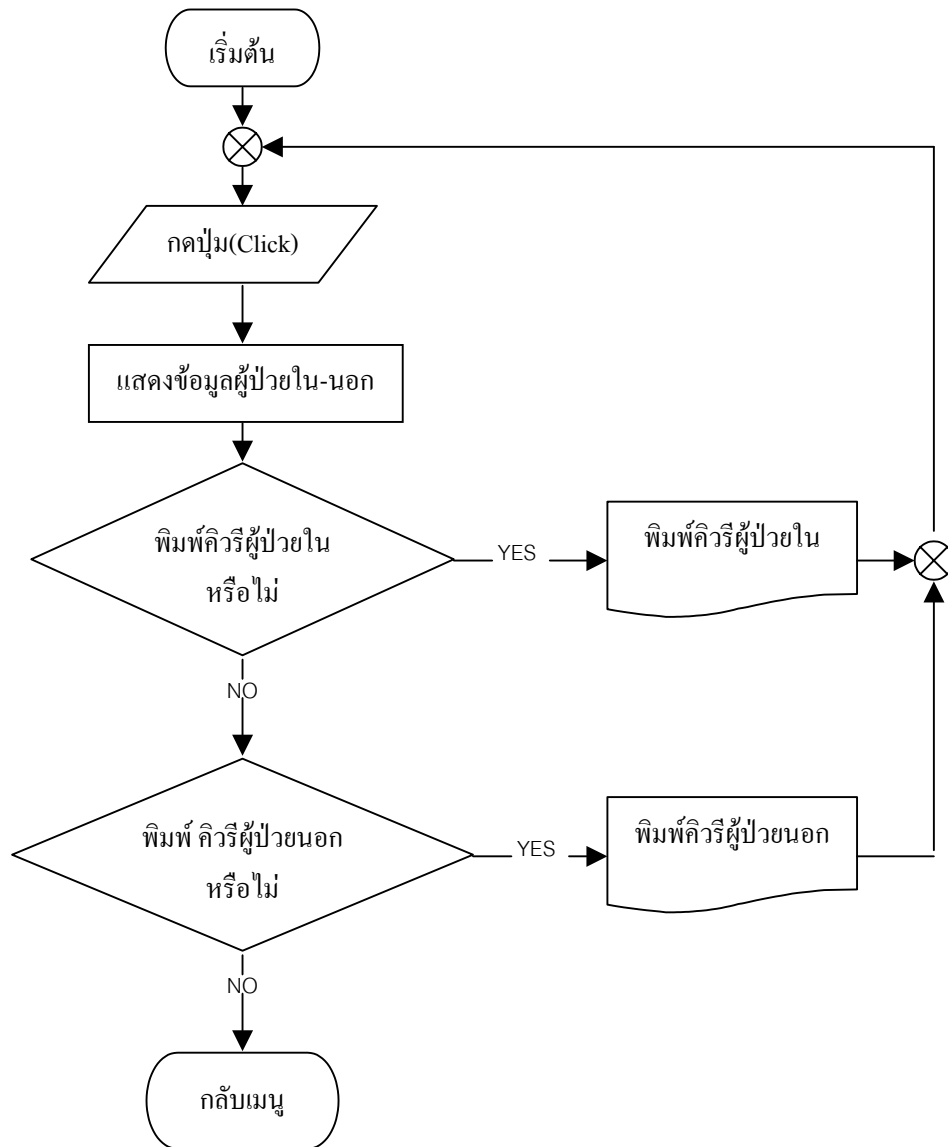 เริ่มต้น
กดปุ่ม(Click)
แสดงข้อมูลผู้ป่วยใน-นอก
พิมพ์คิวรีผู้ป่วยใน
หรือไม่
YES
พิมพ์คิวรีผู้ป่วยใน
NO
พิมพ์ คิวรีผู้ป่วยนอก
หรือไม่
YES
พิมพ์คิวรีผู้ป่วยนอก
NO
กลับเมนู